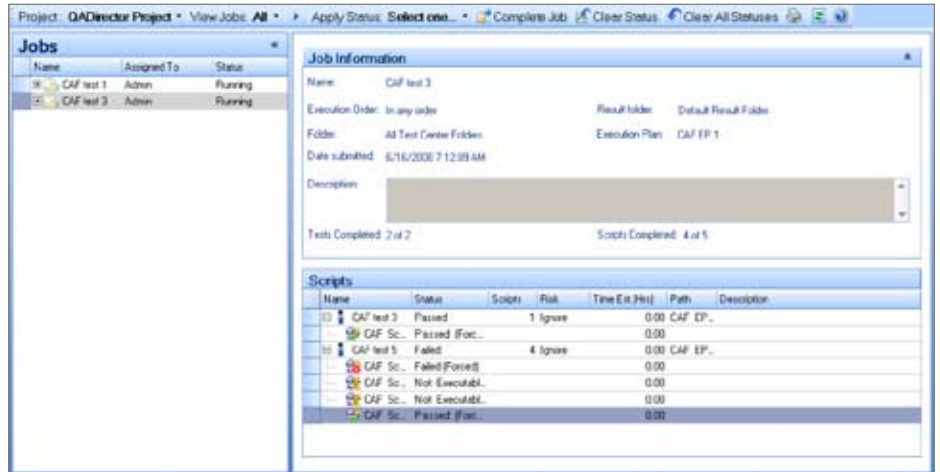 Project: QADirector Project View Jobs: All Apply Status: Select one... Complete Job Clear Status Clear All Statuses
Jobs
Name Assigned To Status
CAF test 1 Admin Running
CAF test 3 Admin Running
Job Information
Name: CAF test 3
Execution Order: In any order Result folder: Default Result Folder
Folder: All Test Center Folders Execution Plan: CAF EP 1
Date submitted: 6/16/2006 7:12:09 AM
Description:
Tests Completed: 2 of 2 Scripts Completed: 4 of 5
Scripts
Name Status Scripts Risk Time Est.(Hrs) Path Description
CAF test 3 Passed 1 Ignore 0.00 CAF EP...
CAF Sc... Passed (Forc...
CAF test 5 Failed 4 Ignore 0.00 CAF EP...
CAF Sc... Failed (Forced) 0.00
CAF Sc... Not Executabl... 0.00
CAF Sc... Not Executabl... 0.00
CAF Sc... Passed (Forc... 0.00